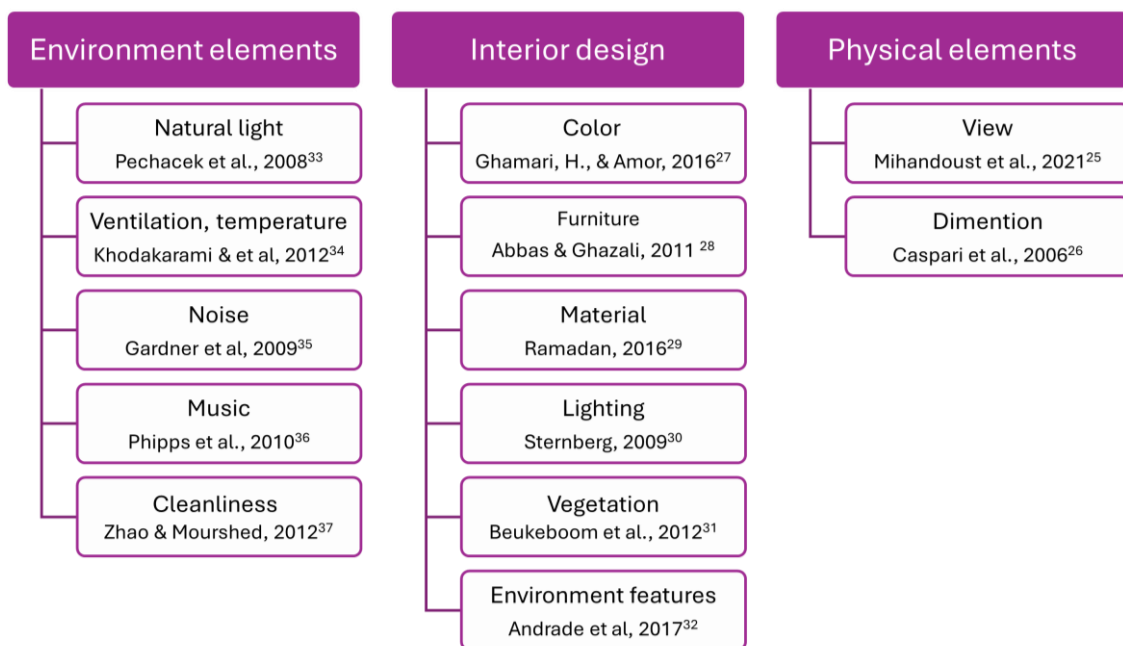 Environment elements
Natural light
Pechacek et al., 2008³³
Ventilation, temperature
Khodakarami & et al, 2012³⁴
Noise
Gardner et al, 2009³⁵
Music
Phipps et al., 2010³⁶
Cleanliness
Zhao & Mourshed, 2012³⁷
Interior design
Color
Ghamari, H., & Amor, 2016²⁷
Furniture
Abbas & Ghazali, 2011 ²⁸
Material
Ramadan, 2016²⁹
Lighting
Sternberg, 2009³⁰
Vegetation
Beukeboom et al., 2012³¹
Environment features
Andrade et al, 2017³²
Physical elements
View
Mihandoust et al., 2021²⁵
Dimention
Caspari et al., 2006²⁶